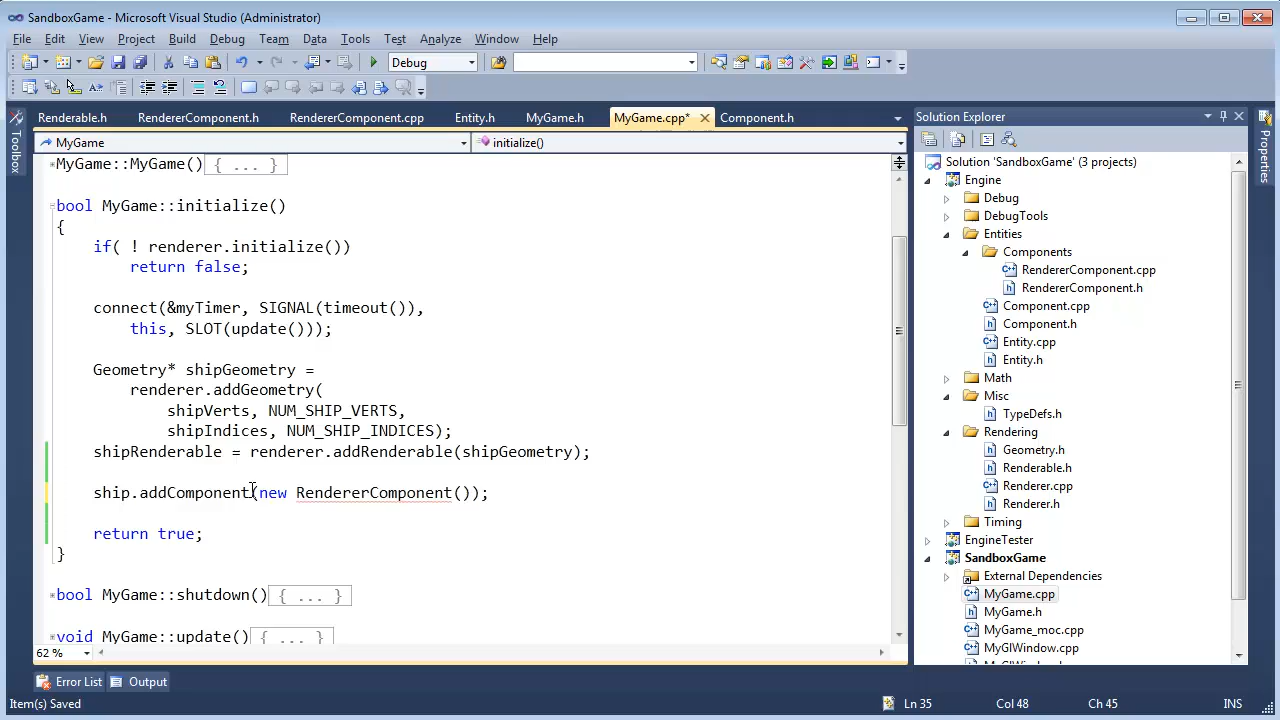 SandboxGame - Microsoft Visual Studio (Administrator)
File Edit View Project Build Debug Team Data Tools Test Analyze Window Help
Debug
Renderable.h RendererComponent.h RendererComponent.cpp Entity.h MyGame.h MyGame.cpp* Component.h
MyGame initialize()
MyGame::MyGame(){ ... }
bool MyGame::initialize()
{
if( ! renderer.initialize())
return false;
connect(&myTimer, SIGNAL(timeout()),
this, SLOT(update()));
Geometry* shipGeometry =
renderer.addGeometry(
shipVerts, NUM_SHIP_VERTS,
shipIndices, NUM_SHIP_INDICES);
shipRenderable = renderer.addRenderable(shipGeometry);
ship.addComponent(new RendererComponent());
return true;
}
bool MyGame::shutdown(){ ... }
void MyGame::update(){ ... }
62 %
Toolbox
Error List Output
Item(s) Saved Ln 35 Col 48 Ch 45 INS
Solution Explorer
Solution 'SandboxGame' (3 projects)
Engine
Debug
DebugTools
Entities
Components
RendererComponent.cpp
RendererComponent.h
Component.cpp
Component.h
Entity.cpp
Entity.h
Math
Misc
TypeDefs.h
Rendering
Geometry.h
Renderable.h
Renderer.cpp
Renderer.h
Timing
EngineTester
SandboxGame
External Dependencies
MyGame.cpp
MyGame.h
MyGame_moc.cpp
MyGlWindow.cpp
Properties